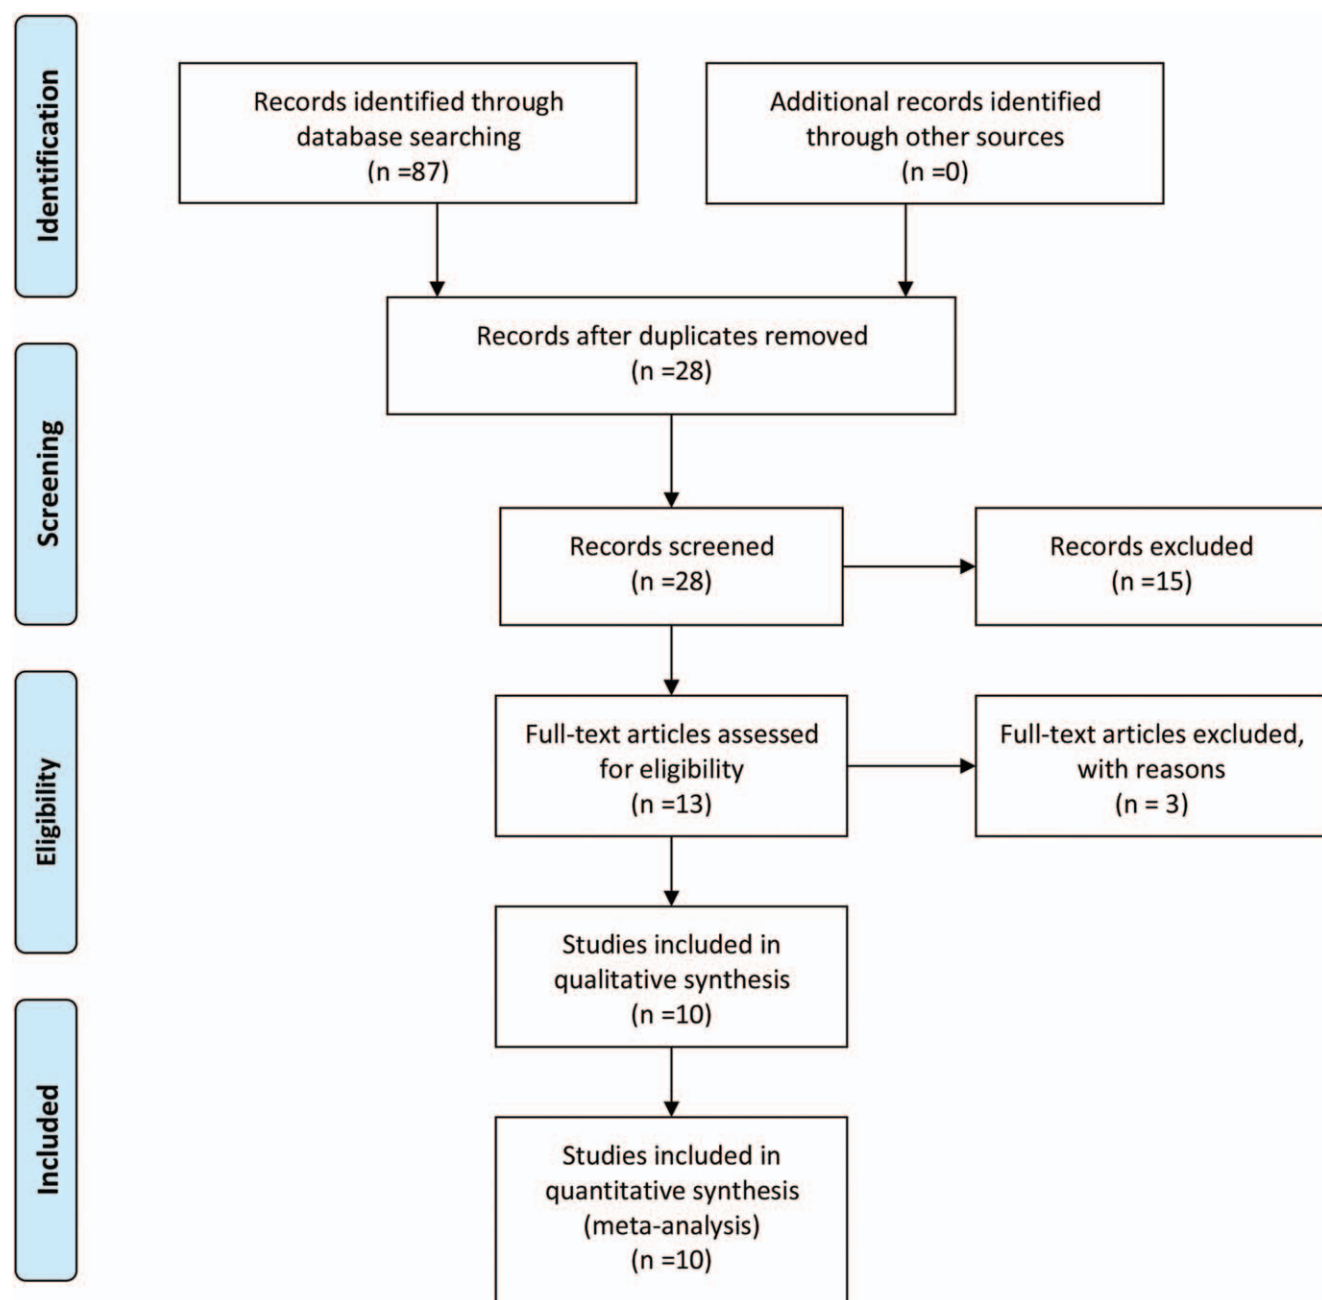 Identification
Records identified through
database searching
(n =87)
Additional records identified
through other sources
(n =0)
Records after duplicates removed
(n =28)
Screening
Records screened
(n =28)
Records excluded
(n =15)
Eligibility
Full-text articles assessed
for eligibility
(n =13)
Full-text articles excluded,
with reasons
(n = 3)
Studies included in
qualitative synthesis
(n =10)
Included
Studies included in
quantitative synthesis
(meta-analysis)
(n =10)